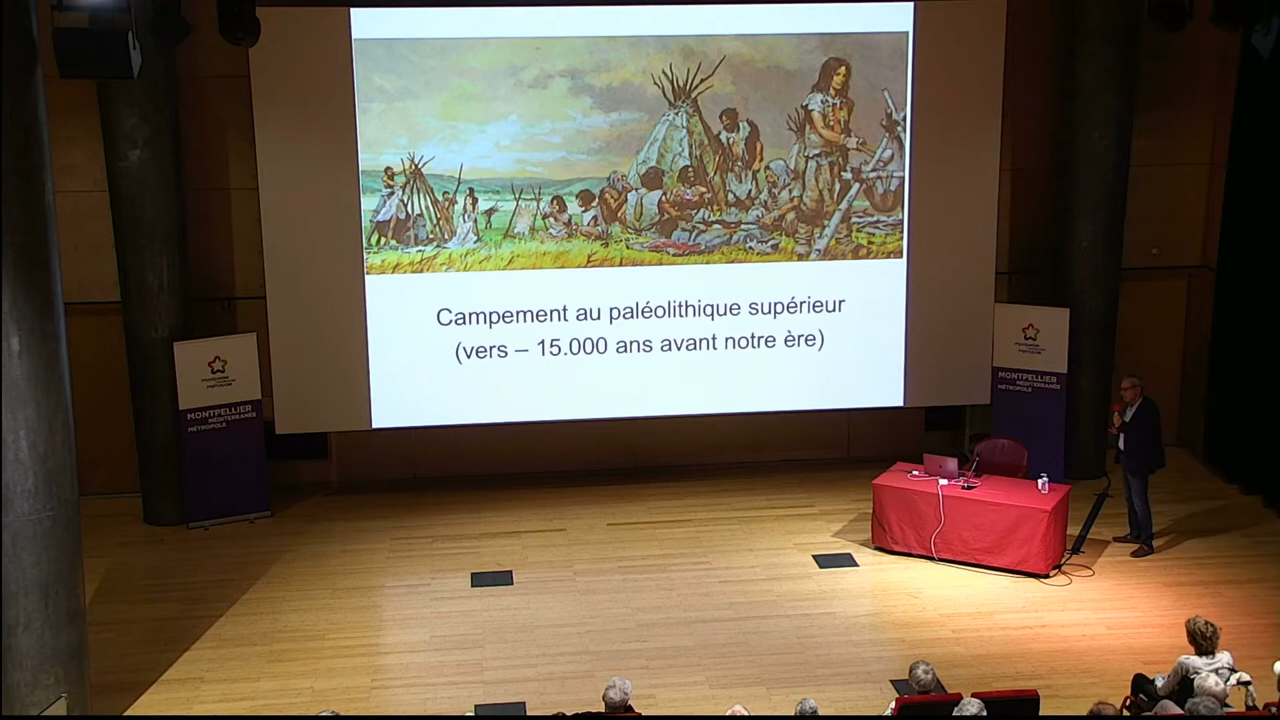 Campement au paléolithique supérieur
(vers – 15.000 ans avant notre ère)
MONTPELLIER
MÉDITERRANÉE
MÉTROPOLE
MONTPELLIER
MÉDITERRANÉE
MÉTROPOLE